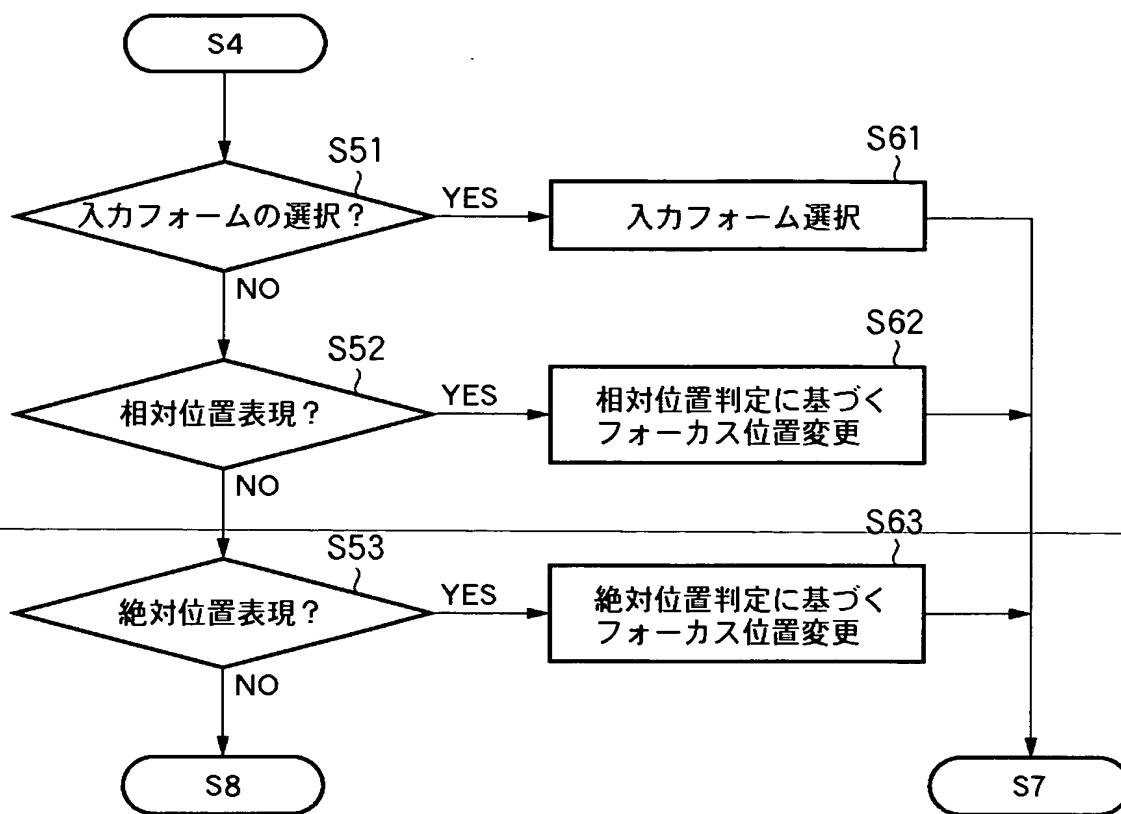 S4
S51
入力フォームの選択？
YES
S61
入力フォーム選択
NO
S52
相対位置表現？
YES
S62
相対位置判定に基づく
フォーカス位置変更
NO
S53
絶対位置表現？
YES
S63
絶対位置判定に基づく
フォーカス位置変更
NO
S8
S7